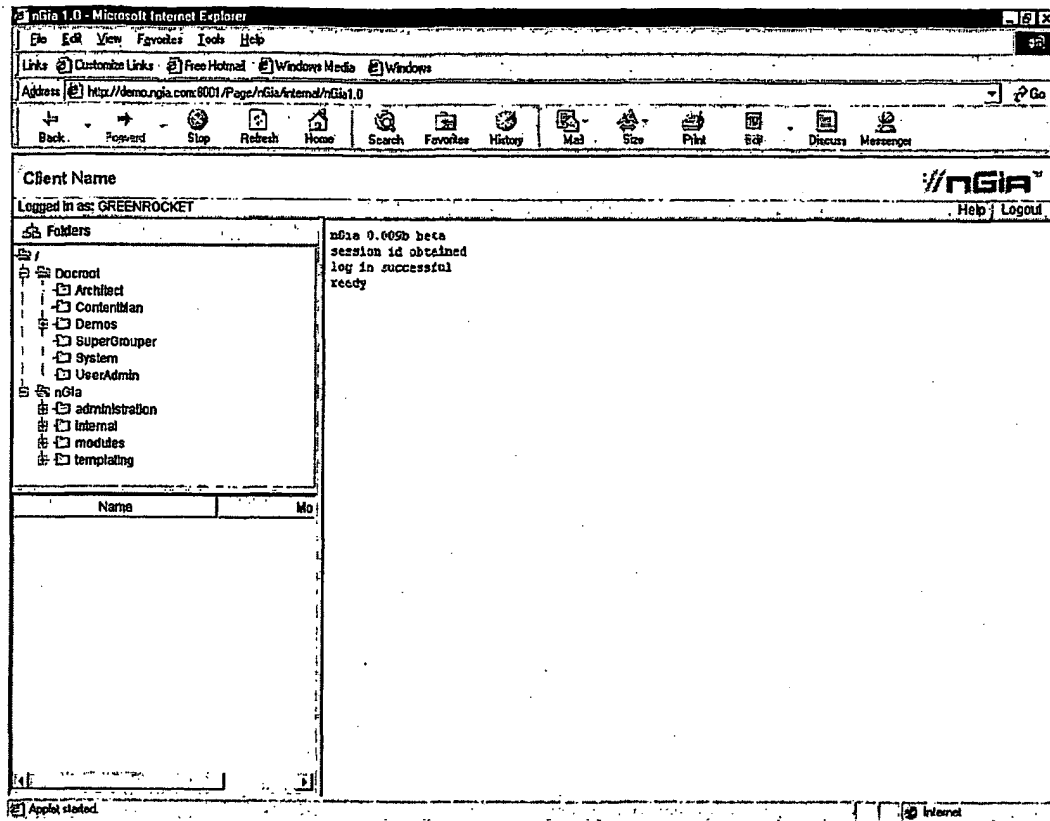 nGia 1.0 - Microsoft Internet Explorer
File Edit View Favorites Tools Help
Links Customize Links Free Hotmail Windows Media Windows
Address http://demo.ngia.com:8001/Page/nGia/internal/nGia1.0 Go
Back Forward Stop Refresh Home Search Favorites History Mail Size Print Edit Discuss Messenger
Client Name
//nGia™
Logged in as: GREENROCKET
Help Logout
Folders
/
Docroot
Architect
ContentMan
Demos
SuperGrouper
System
UserAdmin
nGia
administration
internal
modules
templating
Name Mo
nGia 0.005b beta
session id obtained
log in successful
ready
Applet started.
Internet